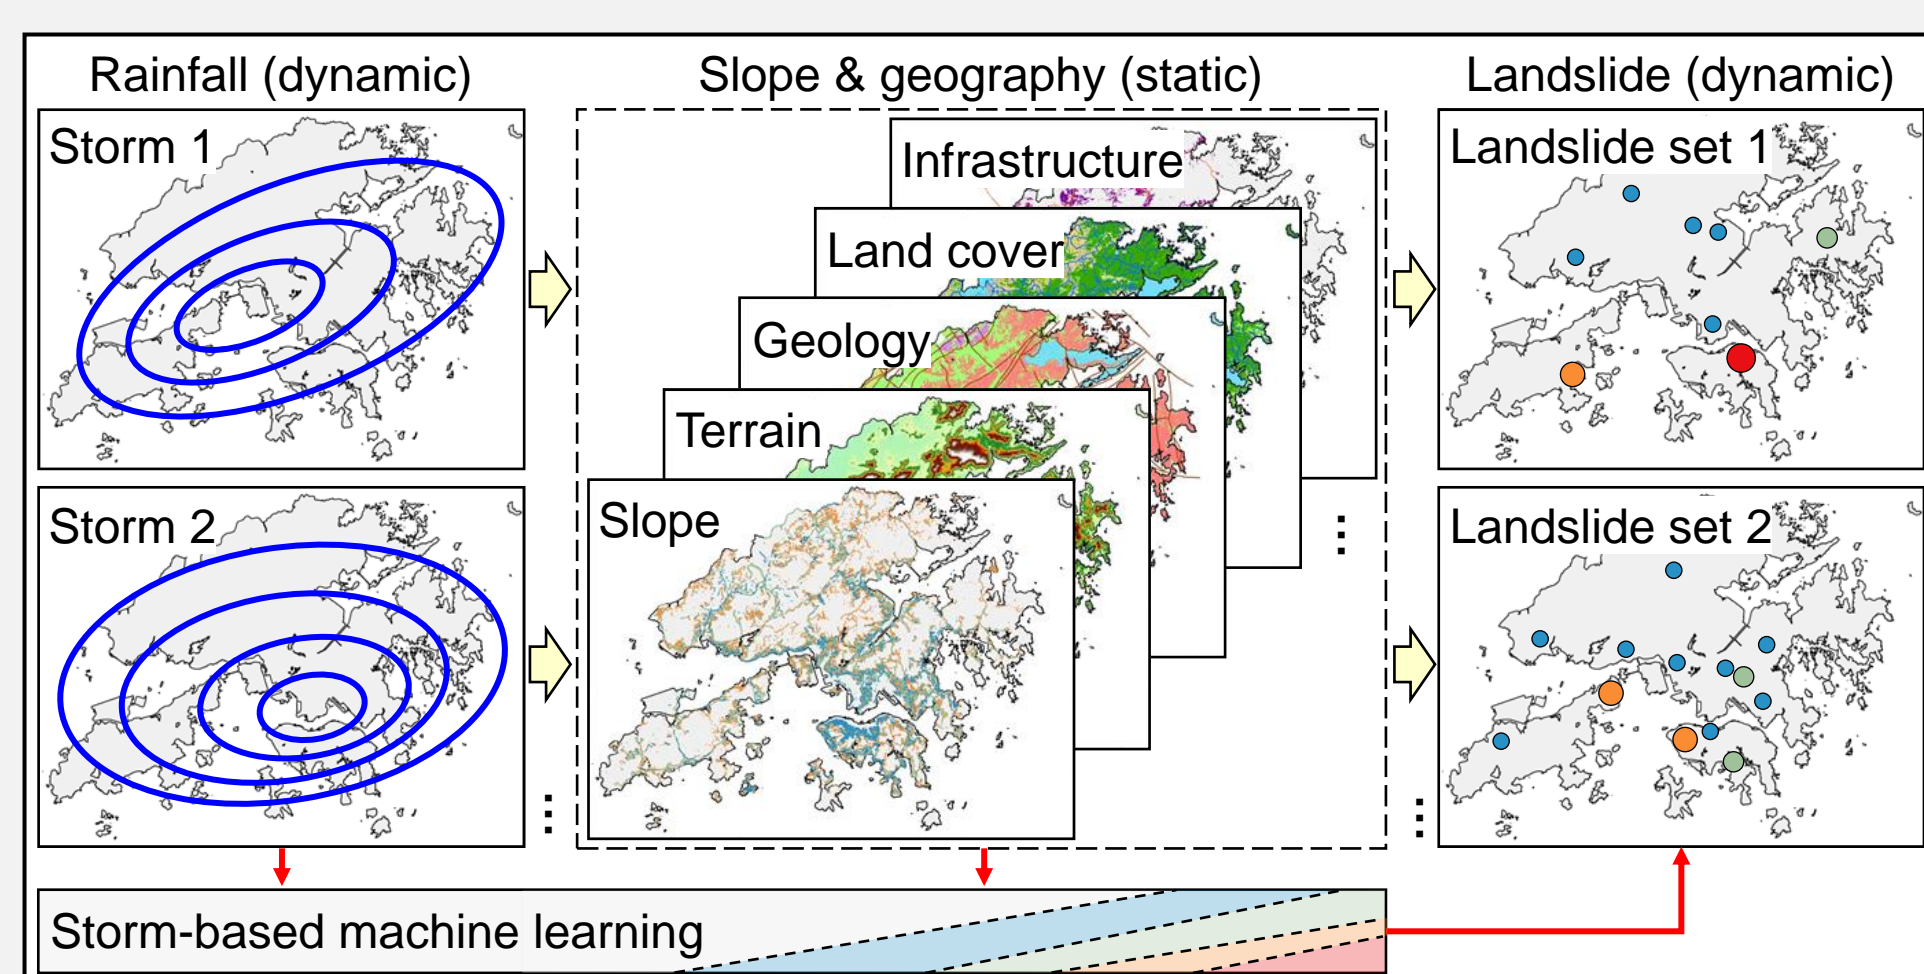 Rainfall (dynamic)
Slope & geography (static)
Landslide (dynamic)
Storm 1
Infrastructure
Land cover
Geology
Terrain
Slope
Landslide set 1
Storm 2
Landslide set 2
Storm-based machine learning